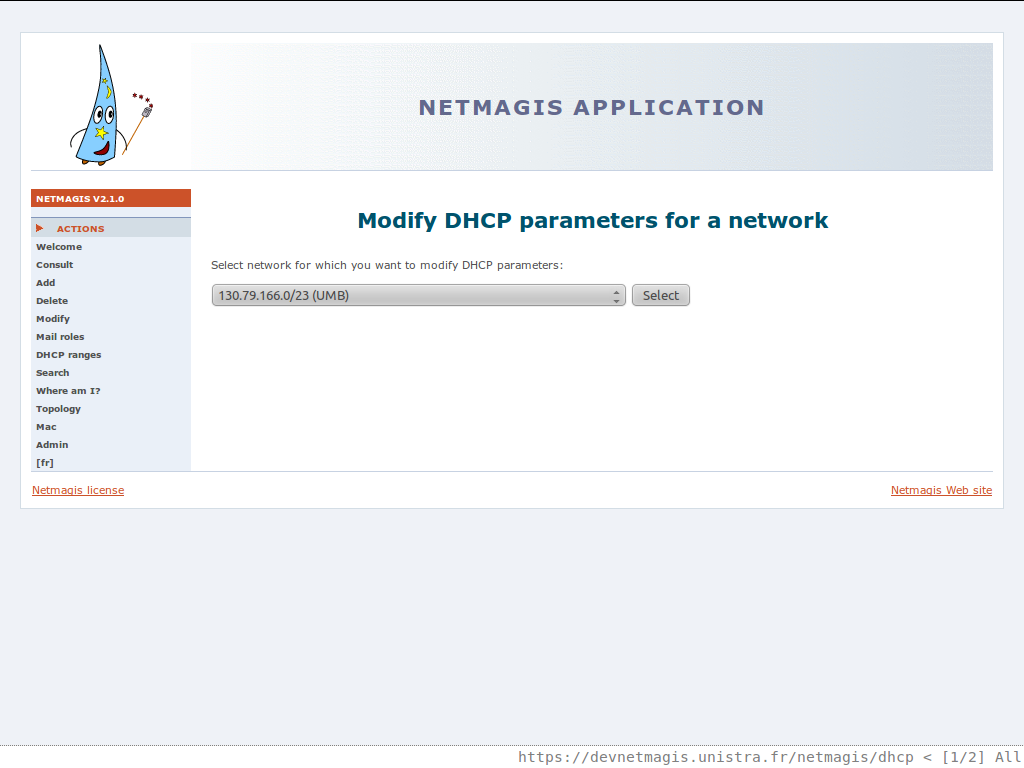 NETMAGIS APPLICATION
NETMAGIS V2.1.0
ACTIONS
Welcome
Consult
Add
Delete
Modify
Mail roles
DHCP ranges
Search
Where am I?
Topology
Mac
Admin
[fr]
Modify DHCP parameters for a network
Select network for which you want to modify DHCP parameters:
130.79.166.0/23 (UMB) Select
Netmagis license Netmagis Web site
https://devnetmagis.unistra.fr/netmagis/dhcp < [1/2] All